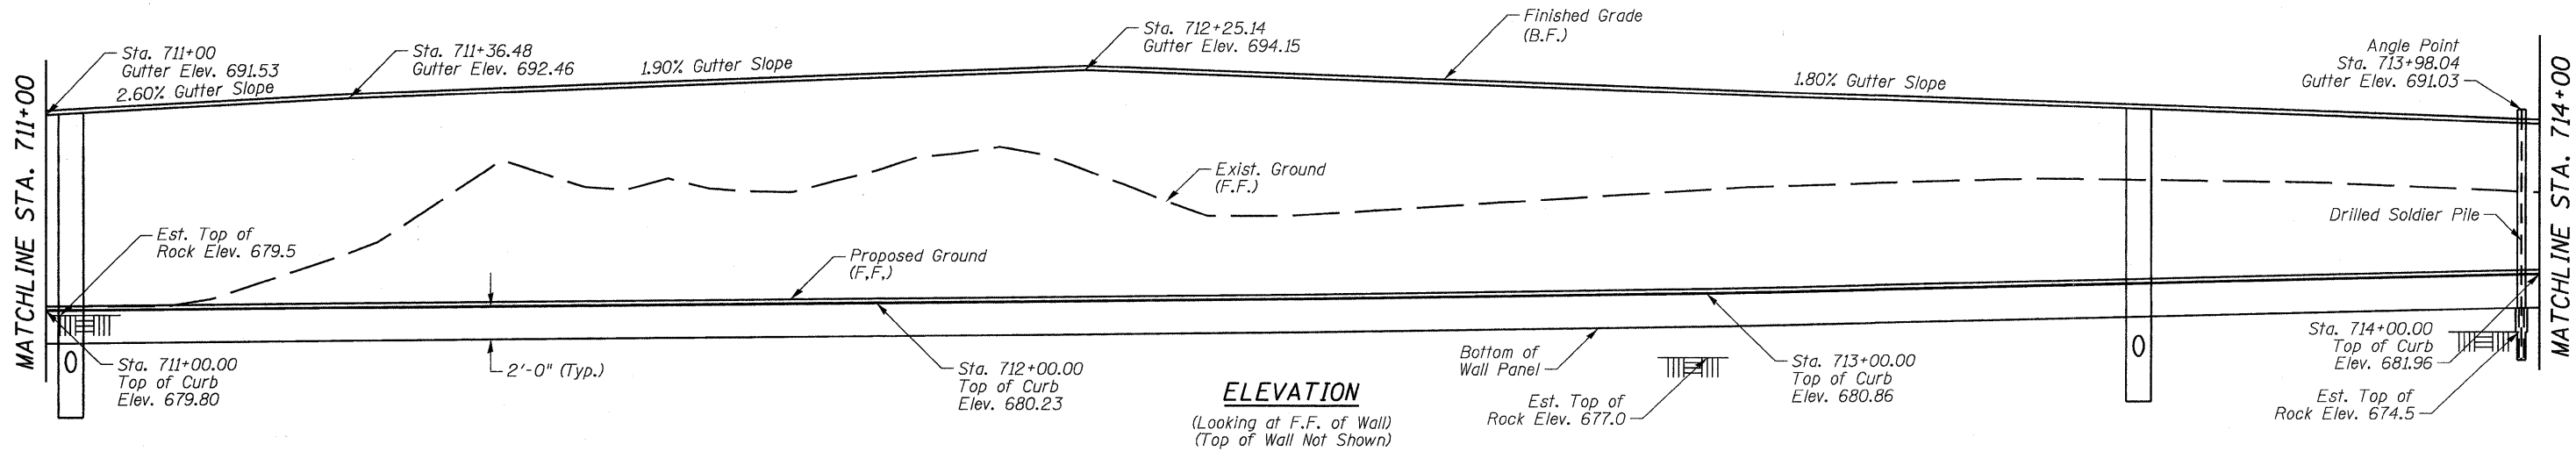 MATCHLINE STA. 711+00
Sta. 711+00
Gutter Elev. 691.53
2.60% Gutter Slope
Sta. 711+36.48
Gutter Elev. 692.46
1.90% Gutter Slope
Sta. 712+25.14
Gutter Elev. 694.15
Finished Grade
(B.F.)
1.80% Gutter Slope
Angle Point
Sta. 713+98.04
Gutter Elev. 691.03
MATCHLINE STA. 714+00
Exist. Ground
(F.F.)
Drilled Soldier Pile
Est. Top of
Rock Elev. 679.5
Proposed Ground
(F,F,)
Sta. 711+00.00
Top of Curb
Elev. 679.80
2'-0" (Typ.)
Sta. 712+00.00
Top of Curb
Elev. 680.23
Bottom of
Wall Panel
Est. Top of
Rock Elev. 677.0
Sta. 713+00.00
Top of Curb
Elev. 680.86
Sta. 714+00.00
Top of Curb
Elev. 681.96
Est. Top of
Rock Elev. 674.5
ELEVATION
(Looking at F.F. of Wall)
(Top of Wall Not Shown)